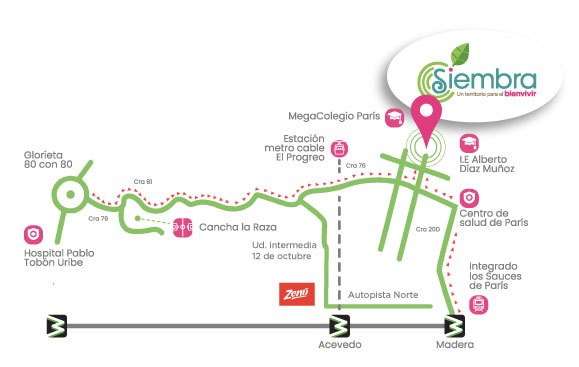 Siembra
Un territorio para el bienvivir
MegaColegio París
Estación
metro cable
El Progreo
I.E Alberto
Díaz Muñoz
Glorieta
80 con 80
Cra 81
Cra 76
Cra 79
Cancha la Raza
Cra 20D
Centro de
salud de París
Hospital Pablo
Tobón Uribe
Ud. Intermedia
12 de octubre
Integrado
los Sauces
de París
Zenú
Autopista Norte
Acevedo
Madera